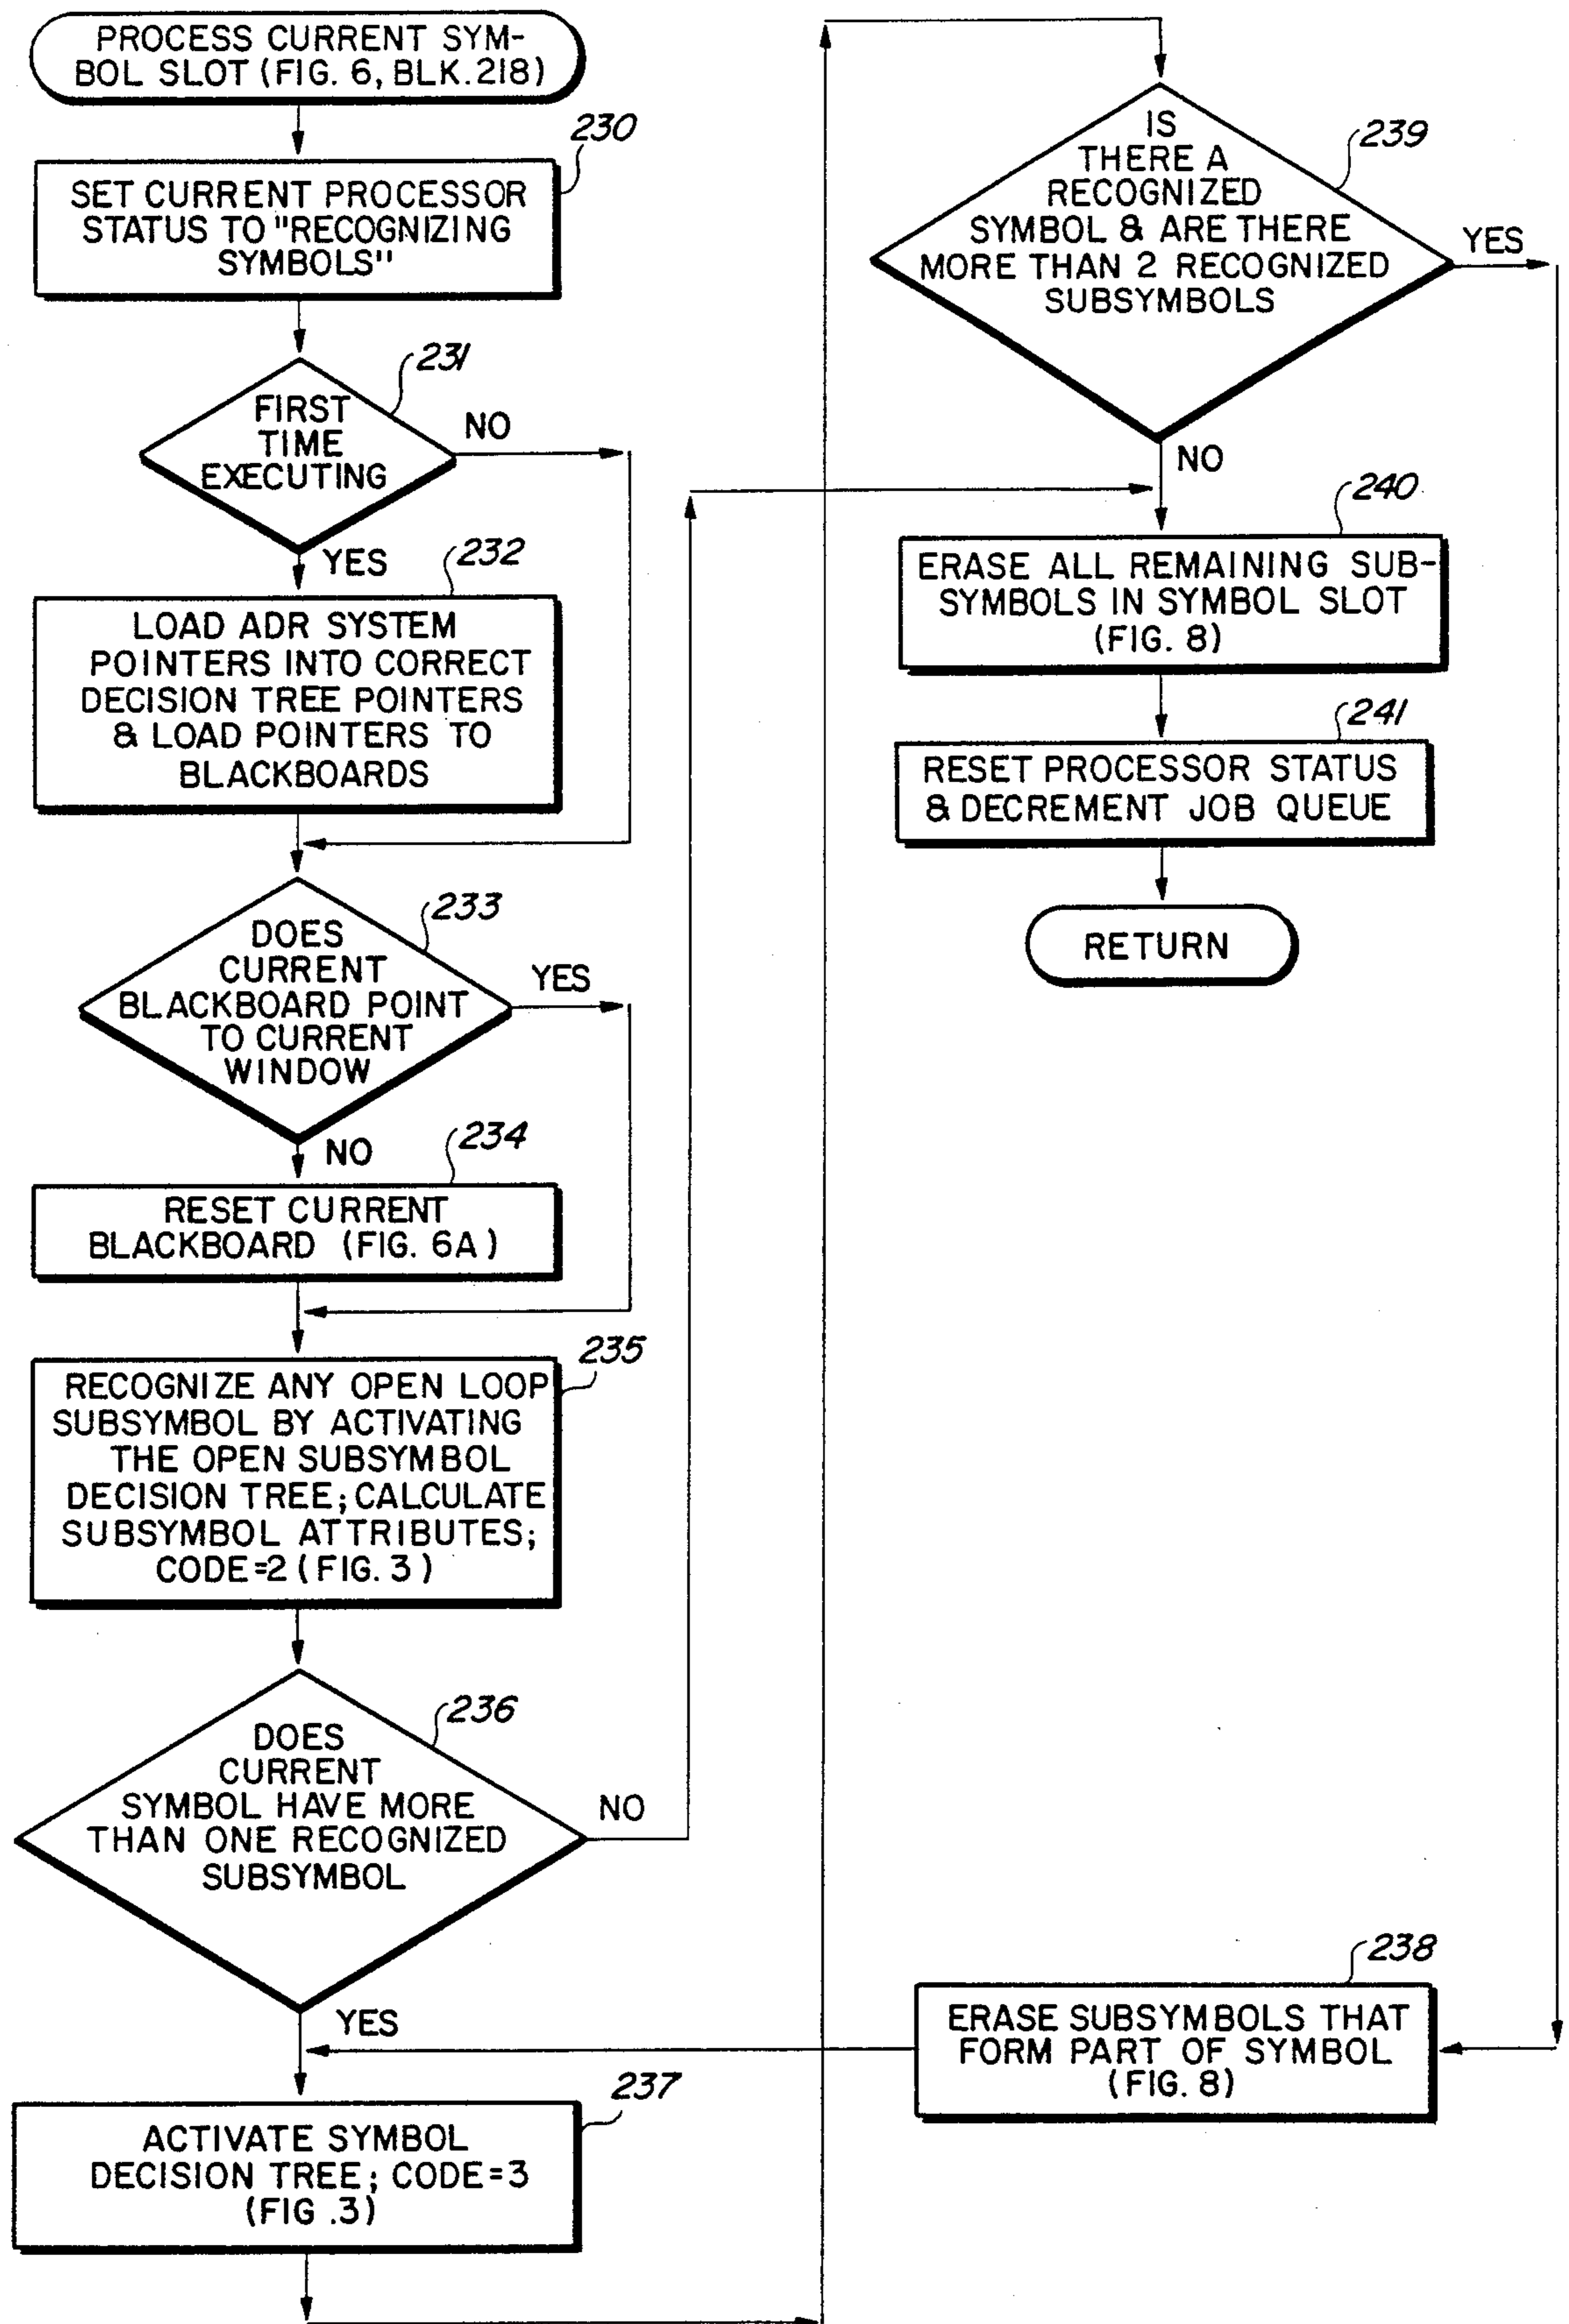 PROCESS CURRENT SYM-
BOL SLOT (FIG. 6, BLK.218)
230
SET CURRENT PROCESSOR
STATUS TO "RECOGNIZING
SYMBOLS"
231
FIRST
TIME
EXECUTING
NO
YES
232
LOAD ADR SYSTEM
POINTERS INTO CORRECT
DECISION TREE POINTERS
& LOAD POINTERS TO
BLACKBOARDS
233
DOES
CURRENT
BLACKBOARD POINT
TO CURRENT
WINDOW
YES
NO
234
RESET CURRENT
BLACKBOARD (FIG. 6A)
235
RECOGNIZE ANY OPEN LOOP
SUBSYMBOL BY ACTIVATING
THE OPEN SUBSYMBOL
DECISION TREE; CALCULATE
SUBSYMBOL ATTRIBUTES;
CODE=2 (FIG. 3)
236
DOES
CURRENT
SYMBOL HAVE MORE
THAN ONE RECOGNIZED
SUBSYMBOL
NO
YES
237
ACTIVATE SYMBOL
DECISION TREE; CODE=3
(FIG .3)
239
IS
THERE A
RECOGNIZED
SYMBOL & ARE THERE
MORE THAN 2 RECOGNIZED
SUBSYMBOLS
YES
NO
240
ERASE ALL REMAINING SUB-
SYMBOLS IN SYMBOL SLOT
(FIG. 8)
241
RESET PROCESSOR STATUS
& DECREMENT JOB QUEUE
RETURN
238
ERASE SUBSYMBOLS THAT
FORM PART OF SYMBOL
(FIG. 8)